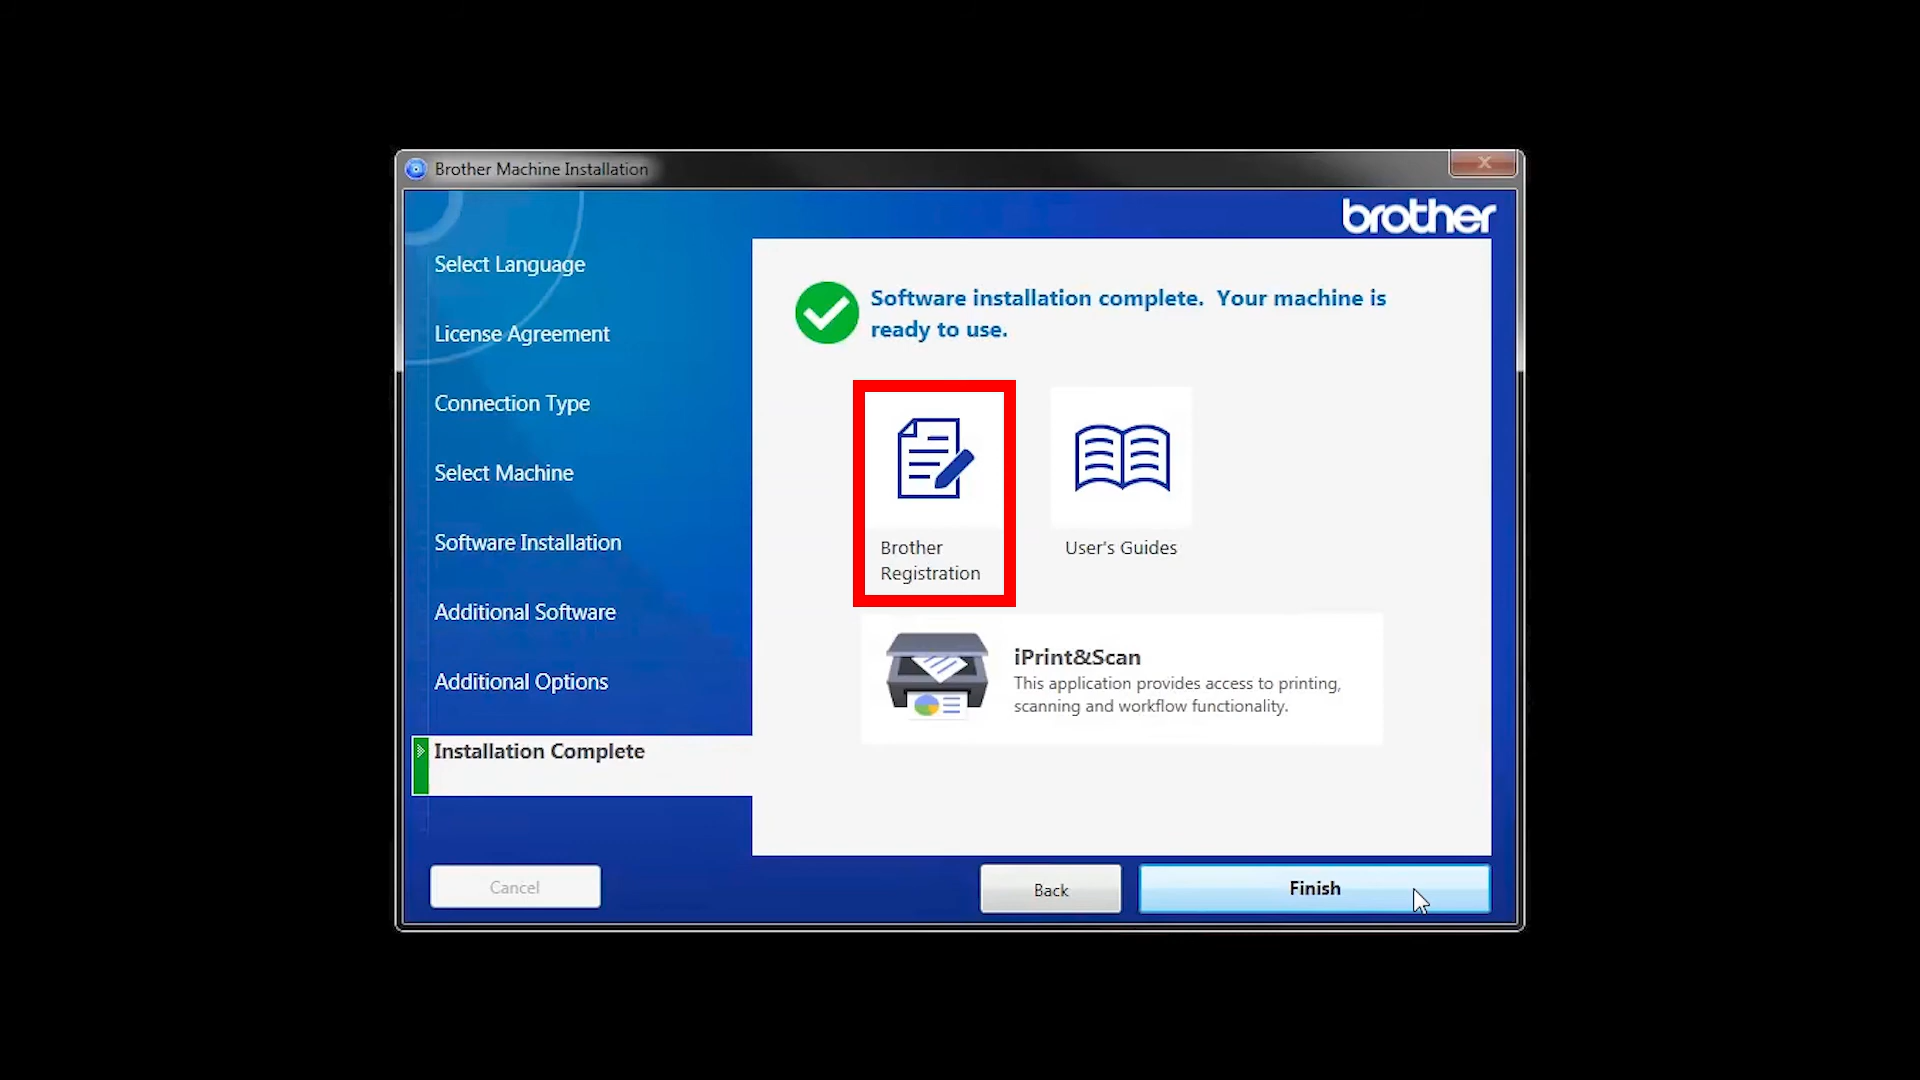 Brother Machine Installation
X
brother
Select Language
License Agreement
Connection Type
Select Machine
Software Installation
Additional Software
Additional Options
Installation Complete
Software installation complete. Your machine is
ready to use.
Brother
Registration
User's Guides
iPrint&Scan
This application provides access to printing,
scanning and workflow functionality.
Cancel
Back
Finish